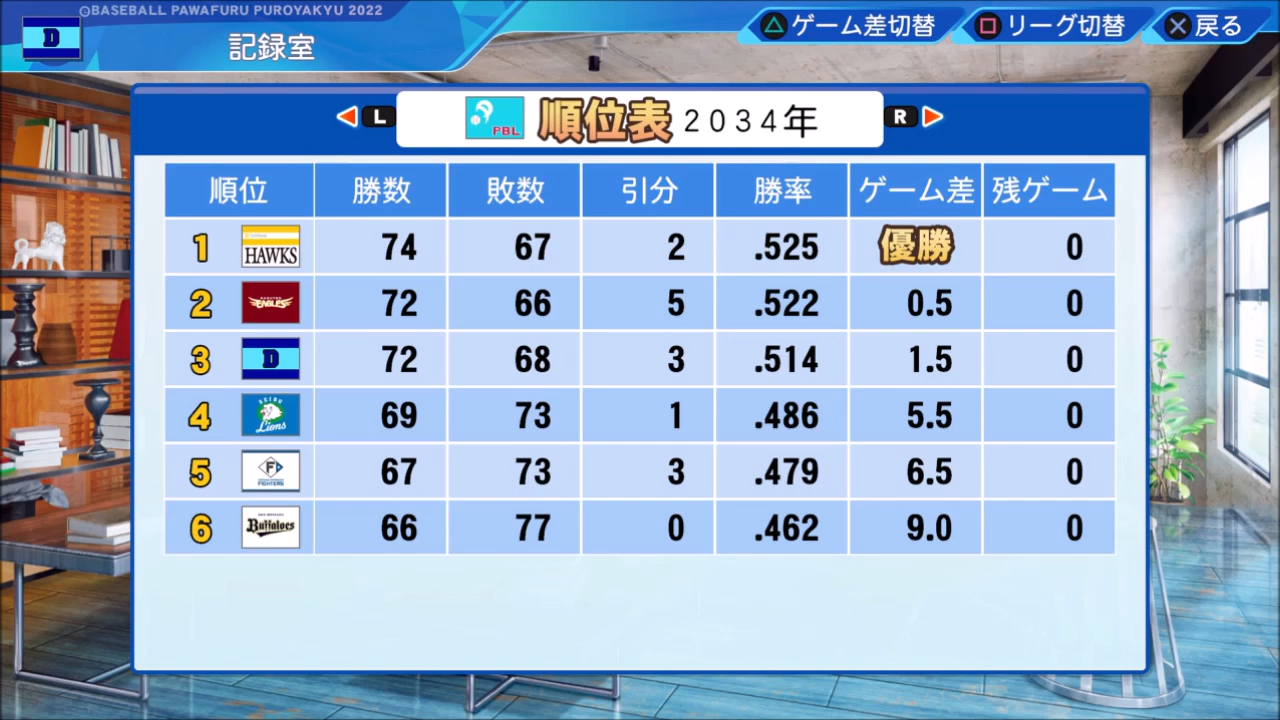 ©BASEBALL PAWAFURU PUROYAKYU 2022
D 記録室
△ゲーム差切替 □リーグ切替 ×戻る
L PBL 順位表 2034年 R
順位 勝数 敗数 引分 勝率 ゲーム差 残ゲーム
1 HAWKS 74 67 2 .525 優勝 0
2 EAGLES 72 66 5 .522 0.5 0
3 D 72 68 3 .514 1.5 0
4 SEIBU Lions 69 73 1 .486 5.5 0
5 F FIGHTERS 67 73 3 .479 6.5 0
6 Buffaloes 66 77 0 .462 9.0 0